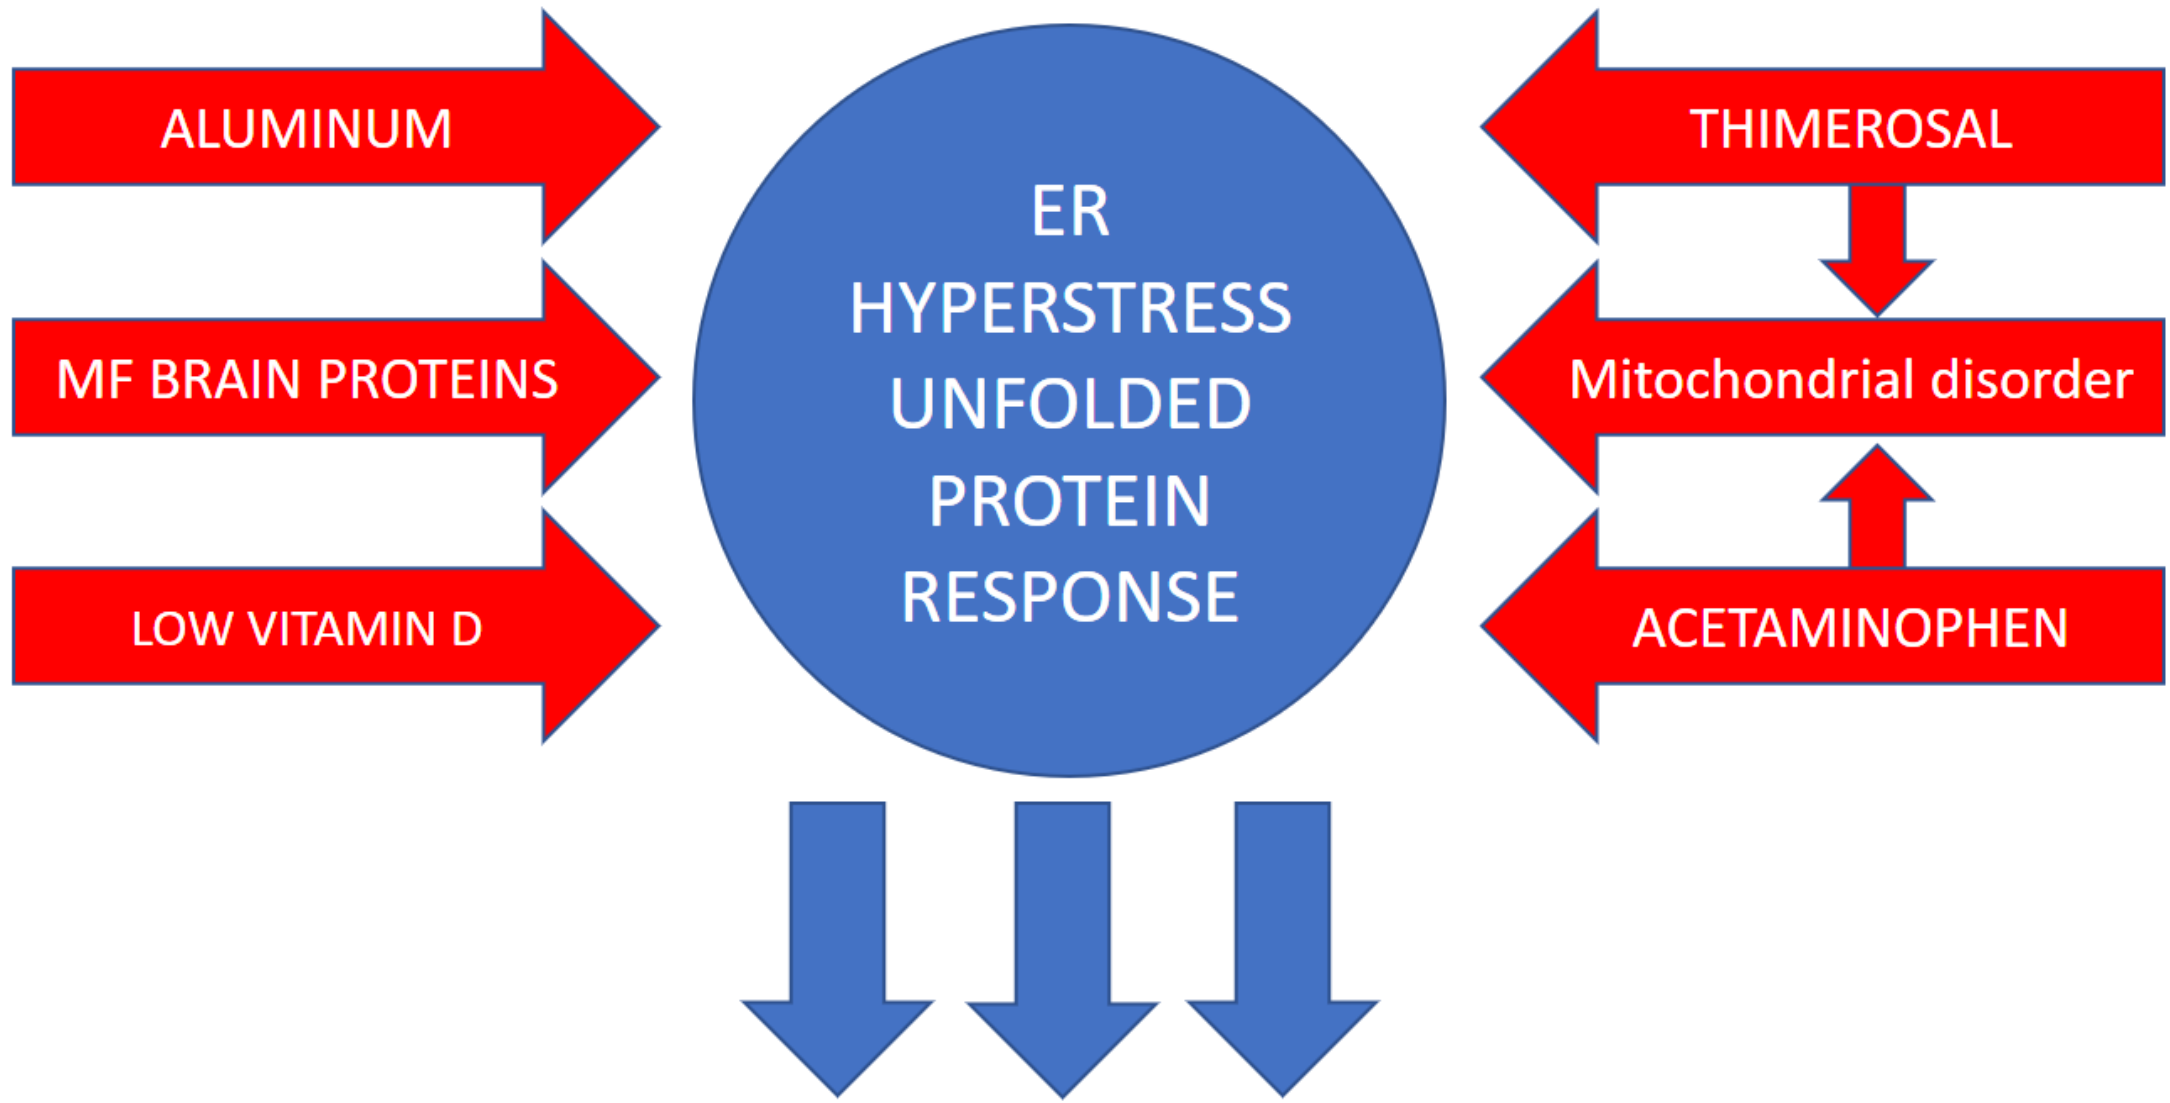 ALUMINUM
MF BRAIN PROTEINS
LOW VITAMIN D
ER
HYPERSTRESS
UNFOLDED
PROTEIN
RESPONSE
THIMEROSAL
Mitochondrial disorder
ACETAMINOPHEN